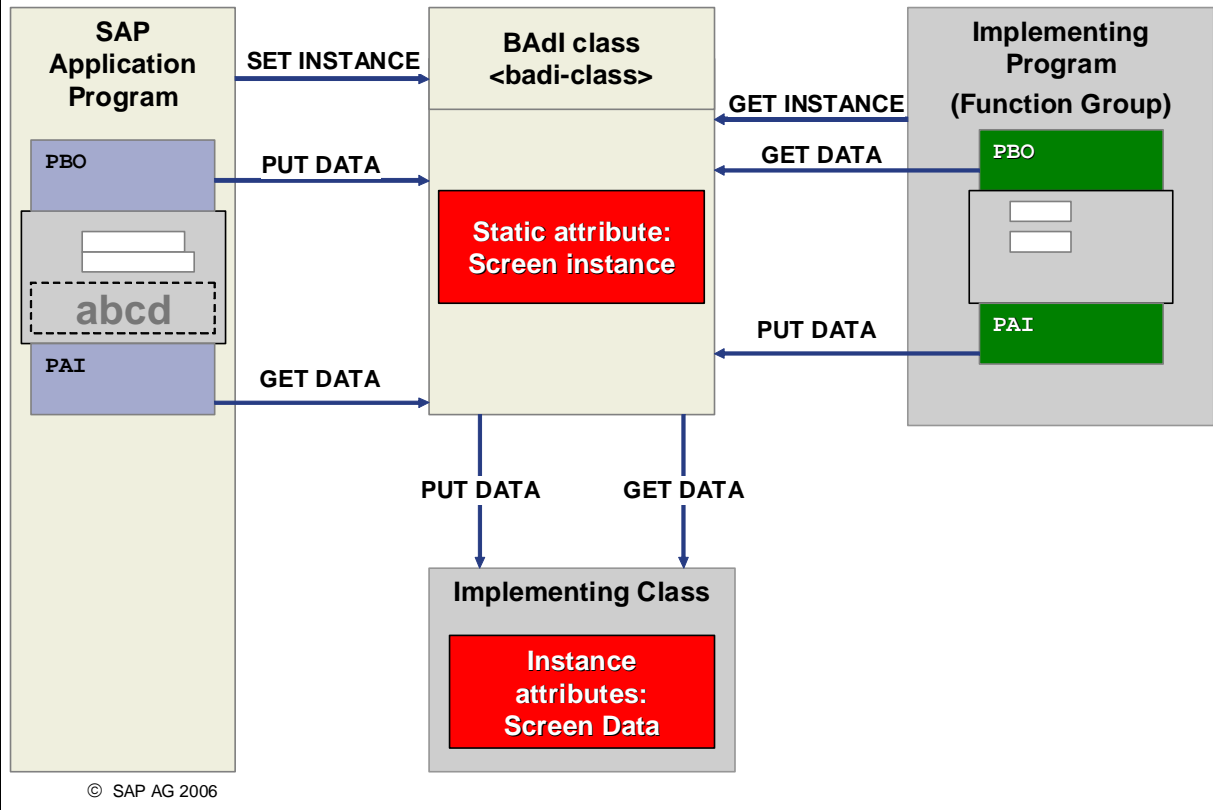 SAP
Application
Program
SET INSTANCE
BAdI class
<badi-class>
Implementing
Program
(Function Group)
GET INSTANCE
PBO
PUT DATA
GET DATA
PBO
Static attribute:
Screen instance
abcd
PUT DATA
PAI
PAI
GET DATA
PUT DATA
GET DATA
Implementing Class
Instance
attributes:
Screen Data
© SAP AG 2006